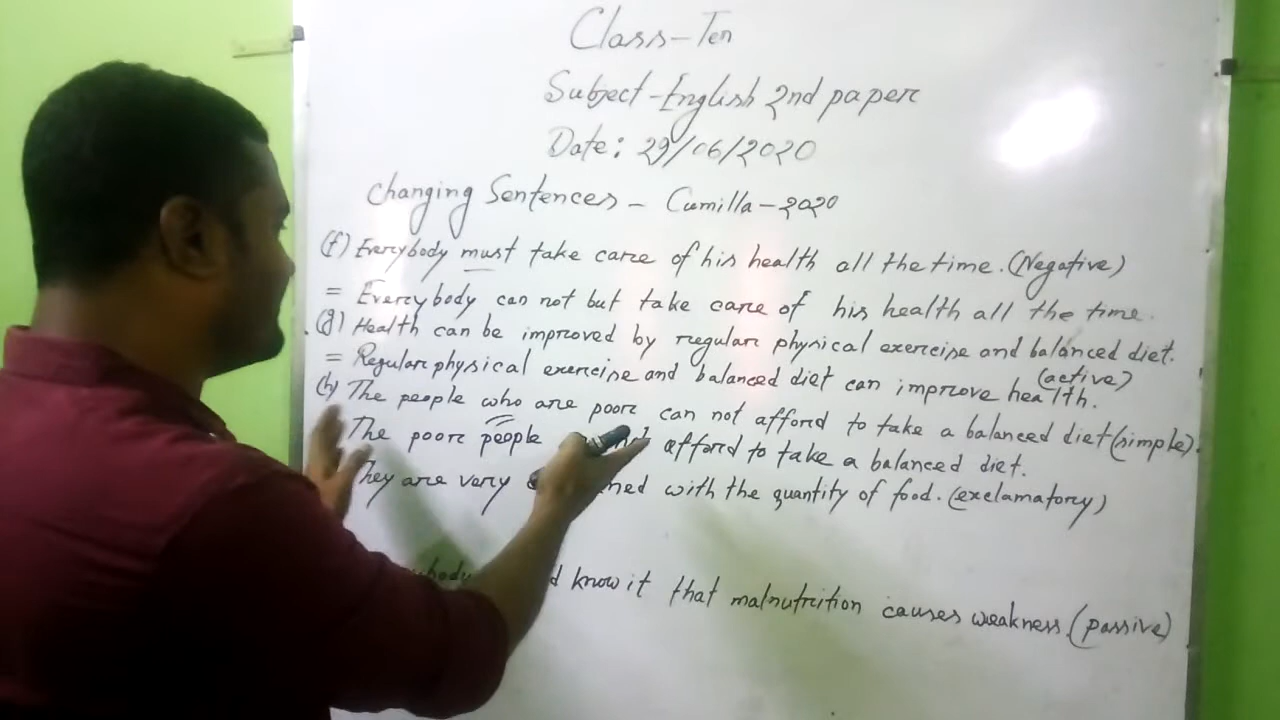 Class-Ten
Subject-English 2nd paper
Date: 29/06/2020
Changing Sentences - Cumilla-2020
(f) Everybody must take care of his health all the time. (Negative)
= Everybody can not but take care of his health all the time.
(g) Health can be improved by regular physical exercise and balanced diet.
(active)
= Regular physical exercise and balanced diet can improve health.
(h) The people who are poor can not afford to take a balanced diet (simple).
The poor people afford to take a balanced diet.
They are very with the quantity of food. (exclamatory)
know it that malnutrition causes weakness. (passive)